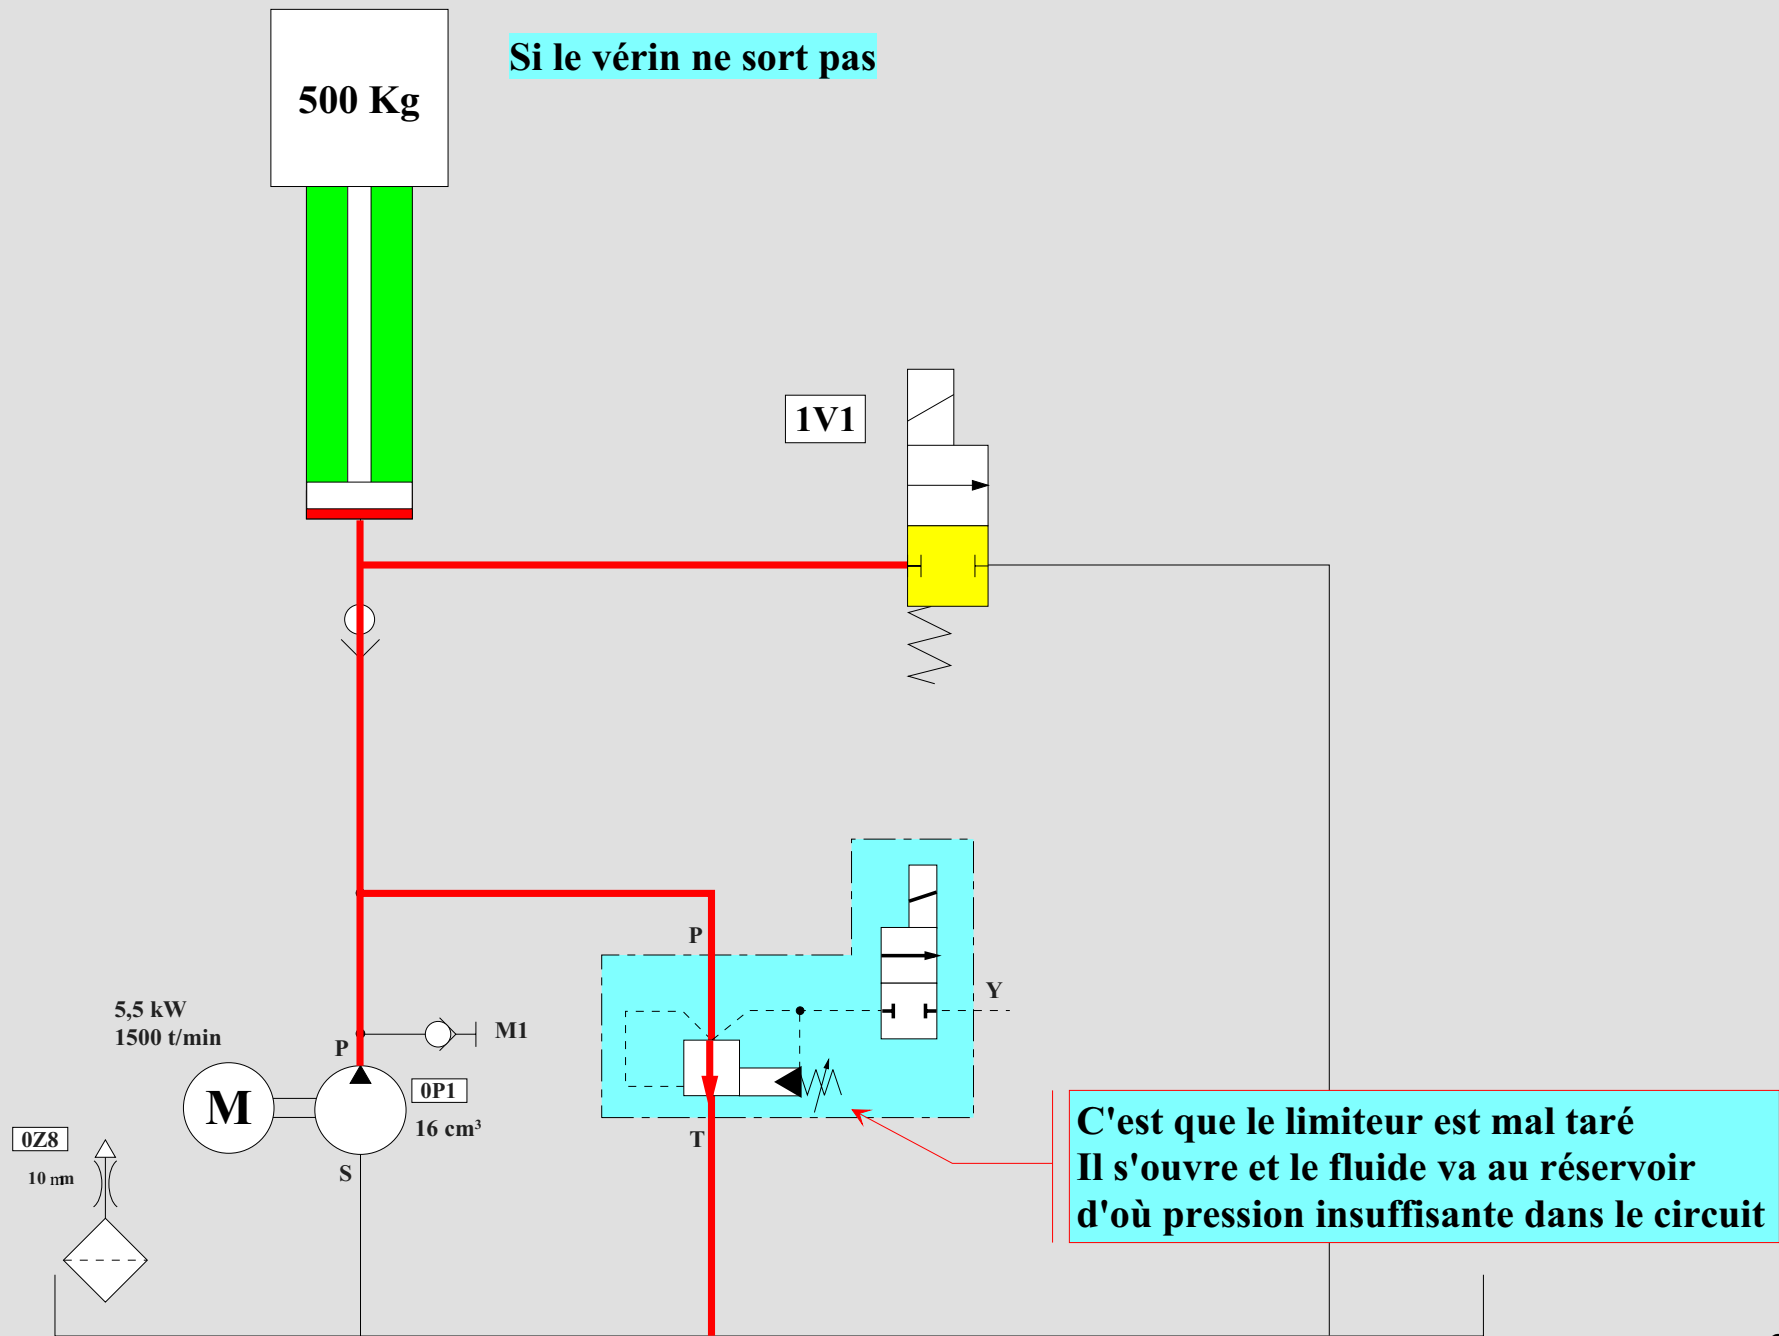 Si le vérin ne sort pas
500 Kg
1V1
P
Y
5,5 kW
1500 t/min
M1
P
0P1
M
16 cm³
0Z8
10 mm
S
T
C'est que le limiteur est mal taré
Il s'ouvre et le fluide va au réservoir
d'où pression insuffisante dans le circuit